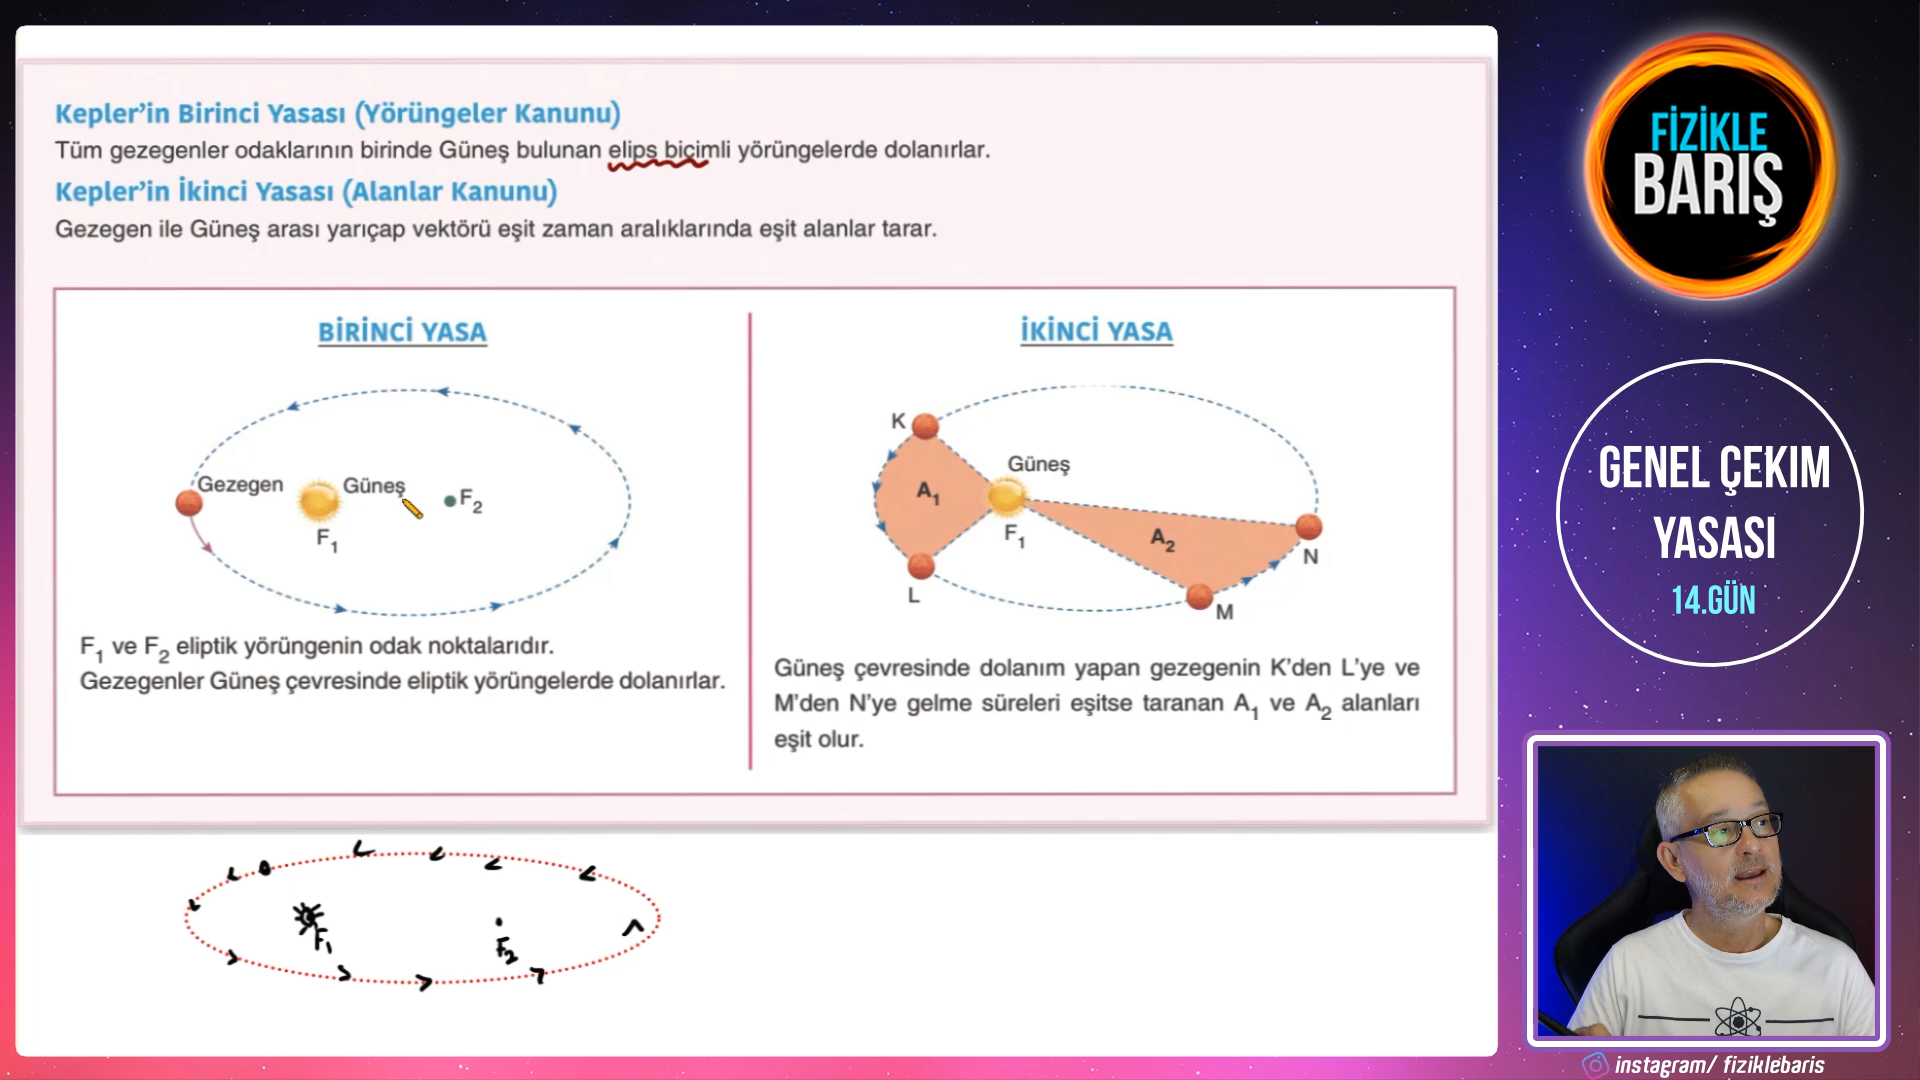 Kepler'in Birinci Yasası (Yörüngeler Kanunu)
Tüm gezegenler odaklarının birinde Güneş bulunan elips biçimli yörüngelerde dolanırlar.
Kepler'in İkinci Yasası (Alanlar Kanunu)
Gezegen ile Güneş arası yarıçap vektörü eşit zaman aralıklarında eşit alanlar tarar.
BİRİNCİ YASA
Gezegen
Güneş
F1
F2
F1 ve F2 eliptik yörüngenin odak noktalarıdır.
Gezegenler Güneş çevresinde eliptik yörüngelerde dolanırlar.
İKİNCİ YASA
K
Güneş
A1
F1
A2
N
L
M
Güneş çevresinde dolanım yapan gezegenin K'den L'ye ve
M'den N'ye gelme süreleri eşitse taranan A1 ve A2 alanları
eşit olur.
F1
F2
FİZİKLE
BARIŞ
GENEL ÇEKIM
YASASI
14.GÜN
instagram/ fiziklebaris